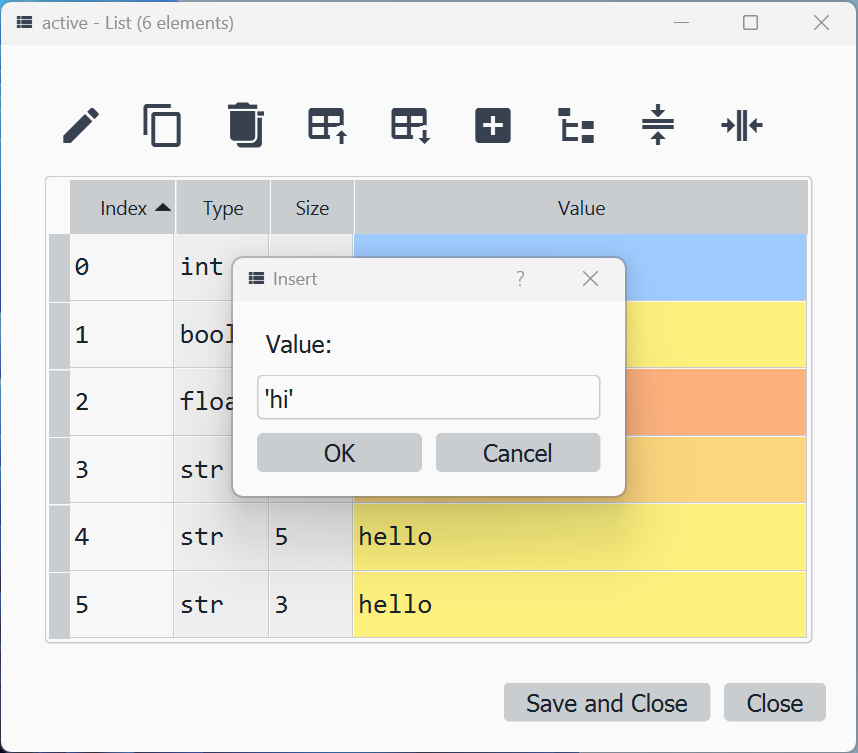 active - List (6 elements)
Index Type Size Value
0 int
Insert ?
1 bool
Value:
2 float
'hi'
3 str
OK Cancel
4 str 5 hello
5 str 3 hello
Save and Close Close